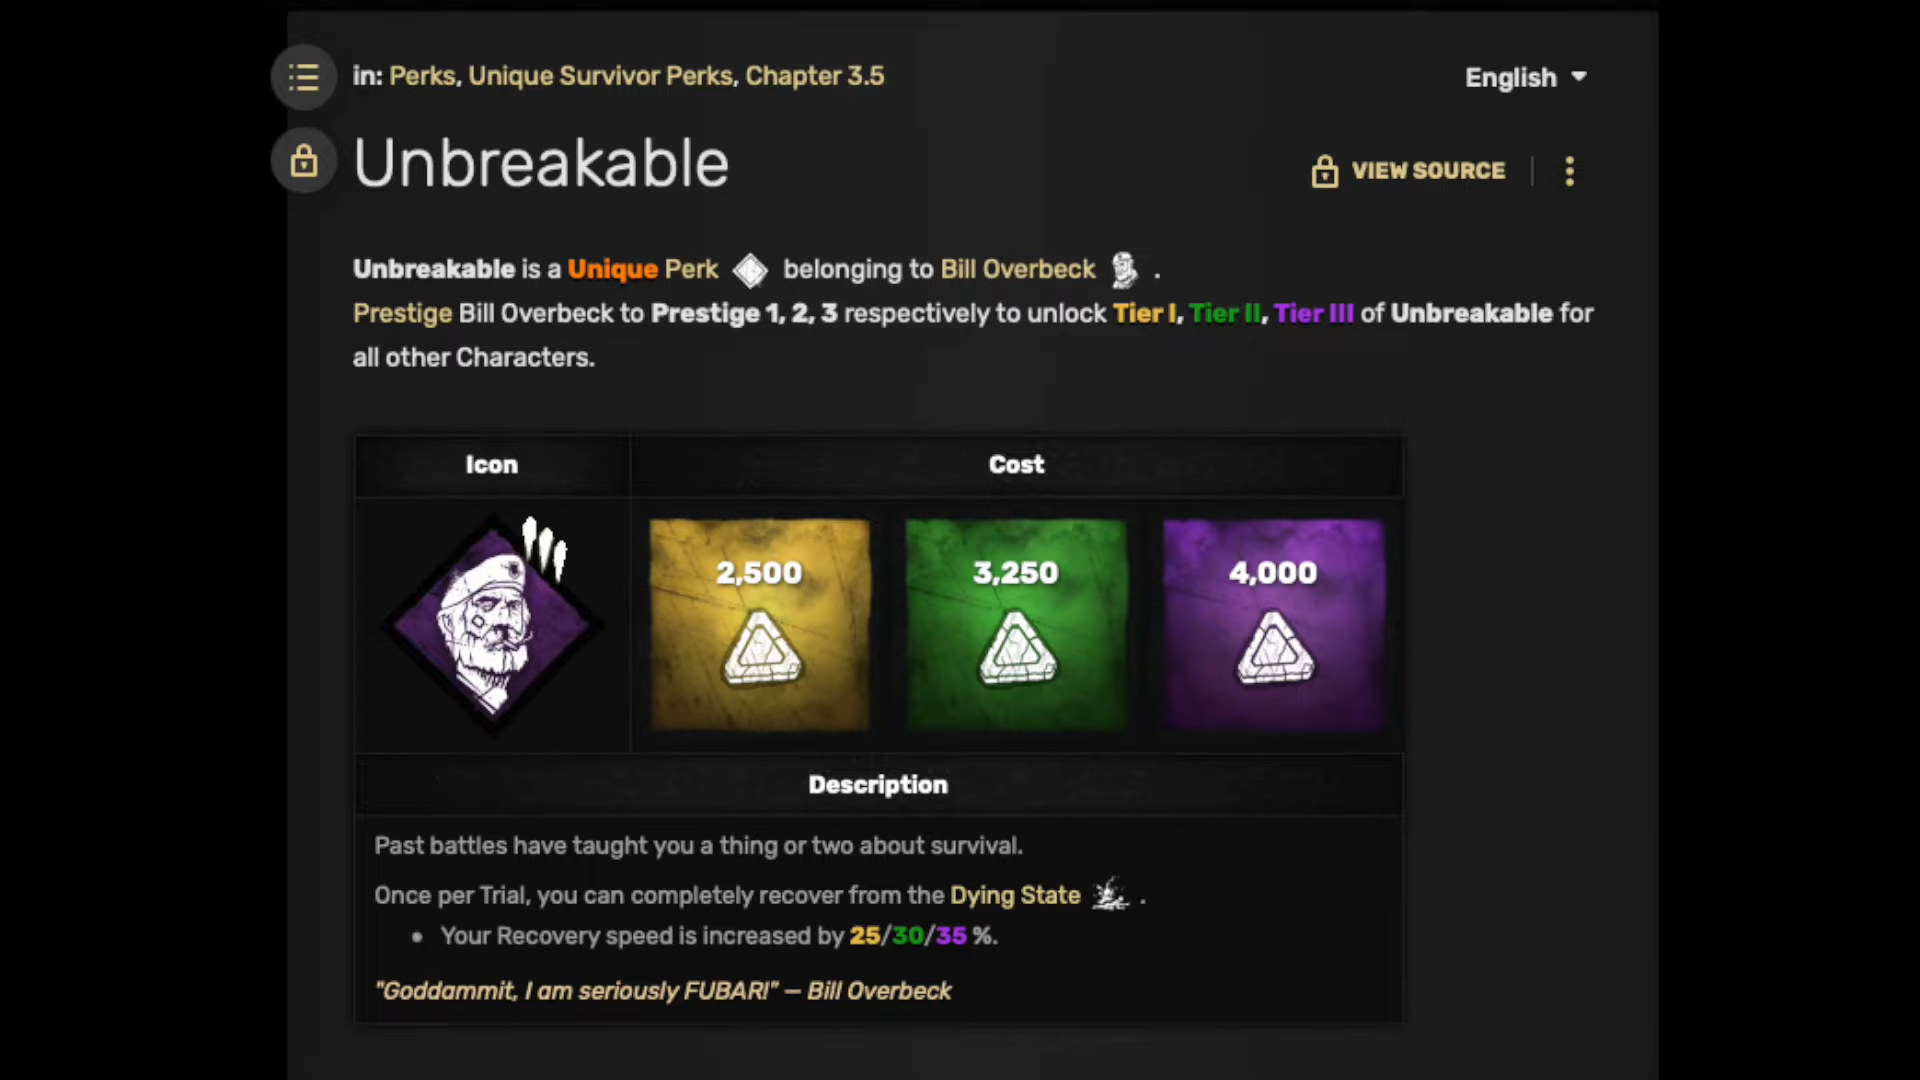 in: Perks, Unique Survivor Perks, Chapter 3.5
English
Unbreakable
VIEW SOURCE
Unbreakable is a Unique Perk belonging to Bill Overbeck .
Prestige Bill Overbeck to Prestige 1, 2, 3 respectively to unlock Tier I, Tier II, Tier III of Unbreakable for
all other Characters.
Icon
Cost
2,500
3,250
4,000
Description
Past battles have taught you a thing or two about survival.
Once per Trial, you can completely recover from the Dying State .
• Your Recovery speed is increased by 25/30/35 %.
"Goddammit, I am seriously FUBAR!" — Bill Overbeck